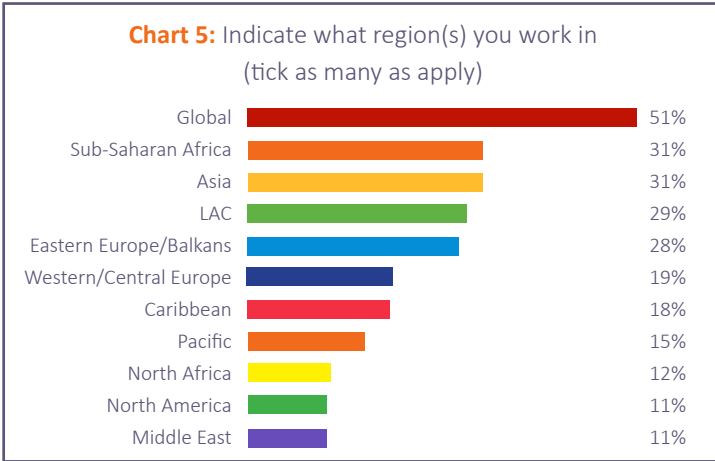 Chart 5: Indicate what region(s) you work in
(tick as many as apply)
Global 51%
Sub-Saharan Africa 31%
Asia 31%
LAC 29%
Eastern Europe/Balkans 28%
Western/Central Europe 19%
Caribbean 18%
Pacific 15%
North Africa 12%
North America 11%
Middle East 11%